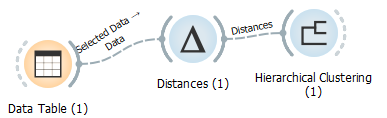 Selected Data →
Data
Distances
Data Table (1)
Distances (1)
Hierarchical Clustering
(1)